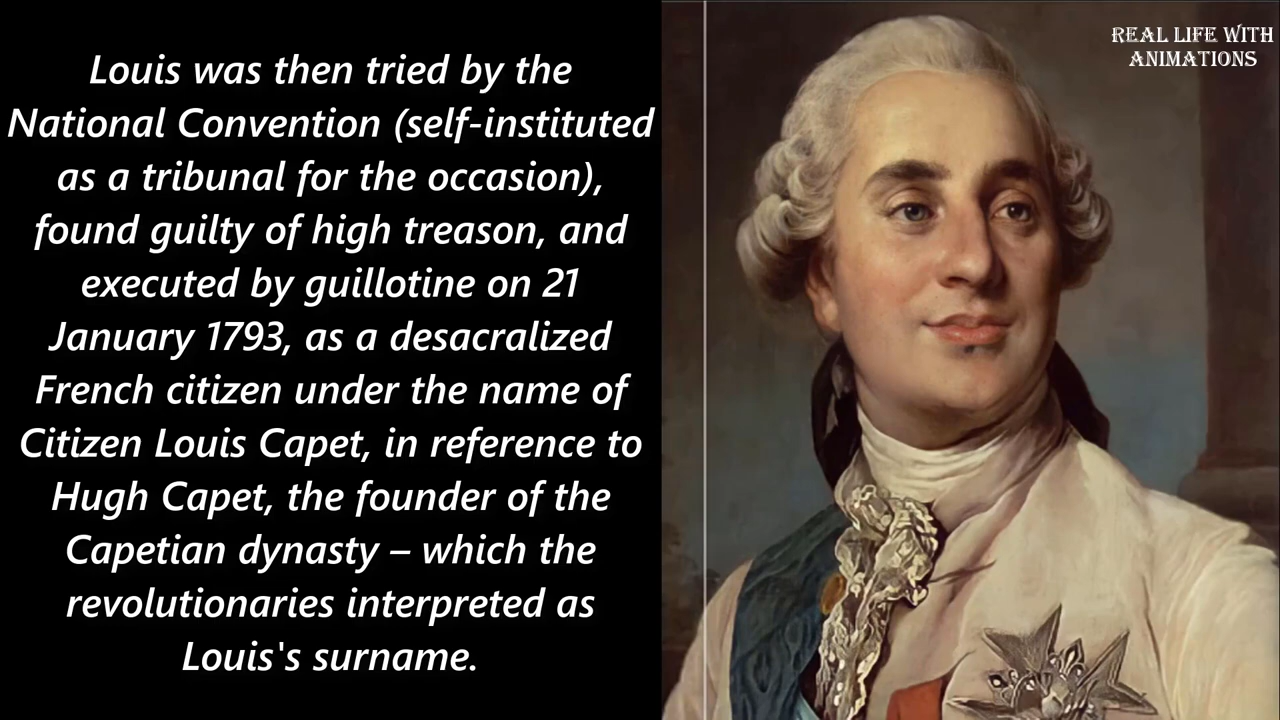 Louis was then tried by the
National Convention (self-instituted
as a tribunal for the occasion),
found guilty of high treason, and
executed by guillotine on 21
January 1793, as a desacralized
French citizen under the name of
Citizen Louis Capet, in reference to
Hugh Capet, the founder of the
Capetian dynasty – which the
revolutionaries interpreted as
Louis's surname.
REAL LIFE WITH
ANIMATIONS